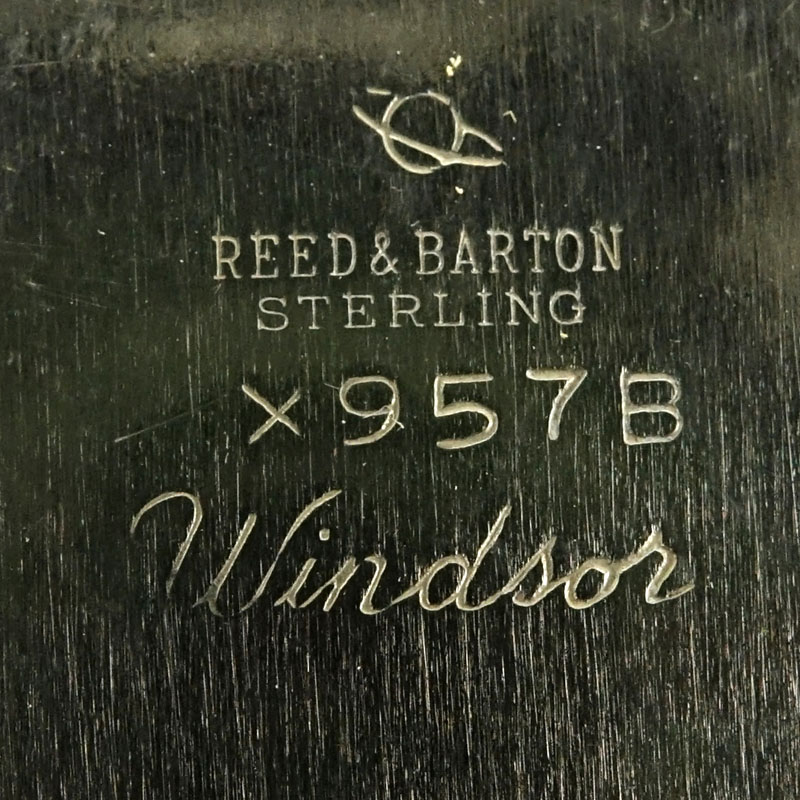 REED & BARTON
STERLING
X957B
Windsor